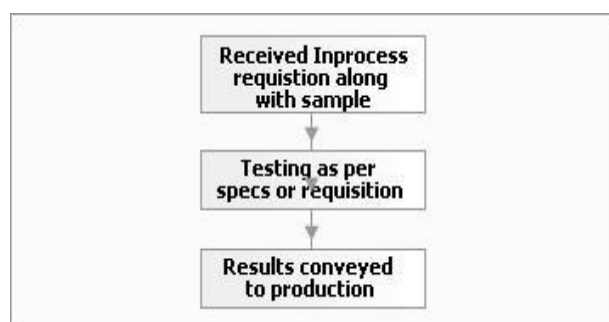 Received Inprocess
requistion along
with sample
Testing as per
specs or requisition
Results conveyed
to production